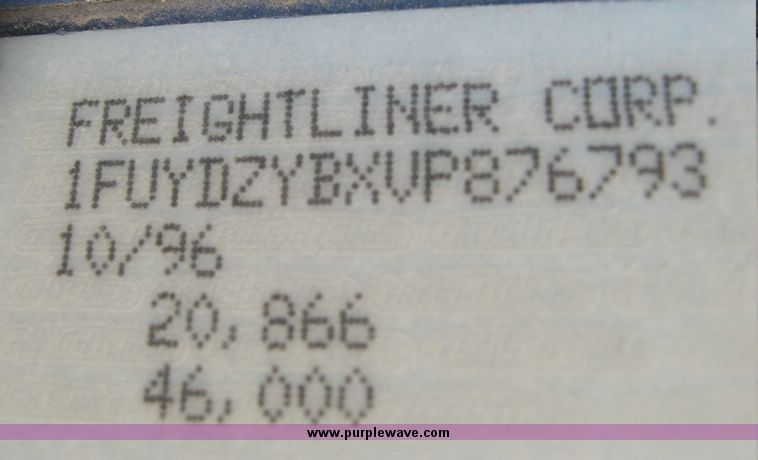 FREIGHTLINER CORP.
1FUYDZYBXVP876793
10/96
20,866
46,000
www.purplewave.com